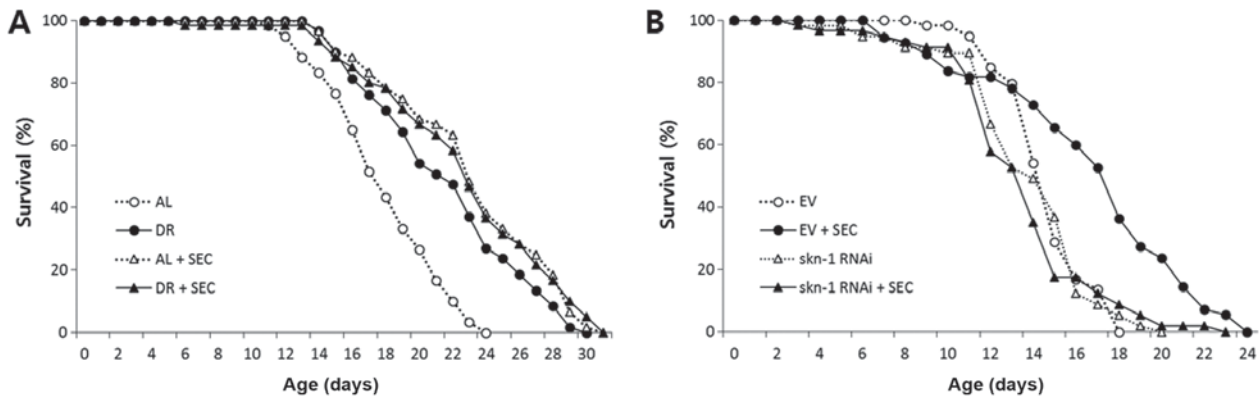 A
Survival (%)
100
80
60
40
20
0
AL
DR
AL + SEC
DR + SEC
0 2 4 6 8 10 12 14 16 18 20 22 24 26 28 30
Age (days)
B
Survival (%)
100
80
60
40
20
0
EV
EV + SEC
skn-1 RNAi
skn-1 RNAi + SEC
0 2 4 6 8 10 12 14 16 18 20 22 24
Age (days)